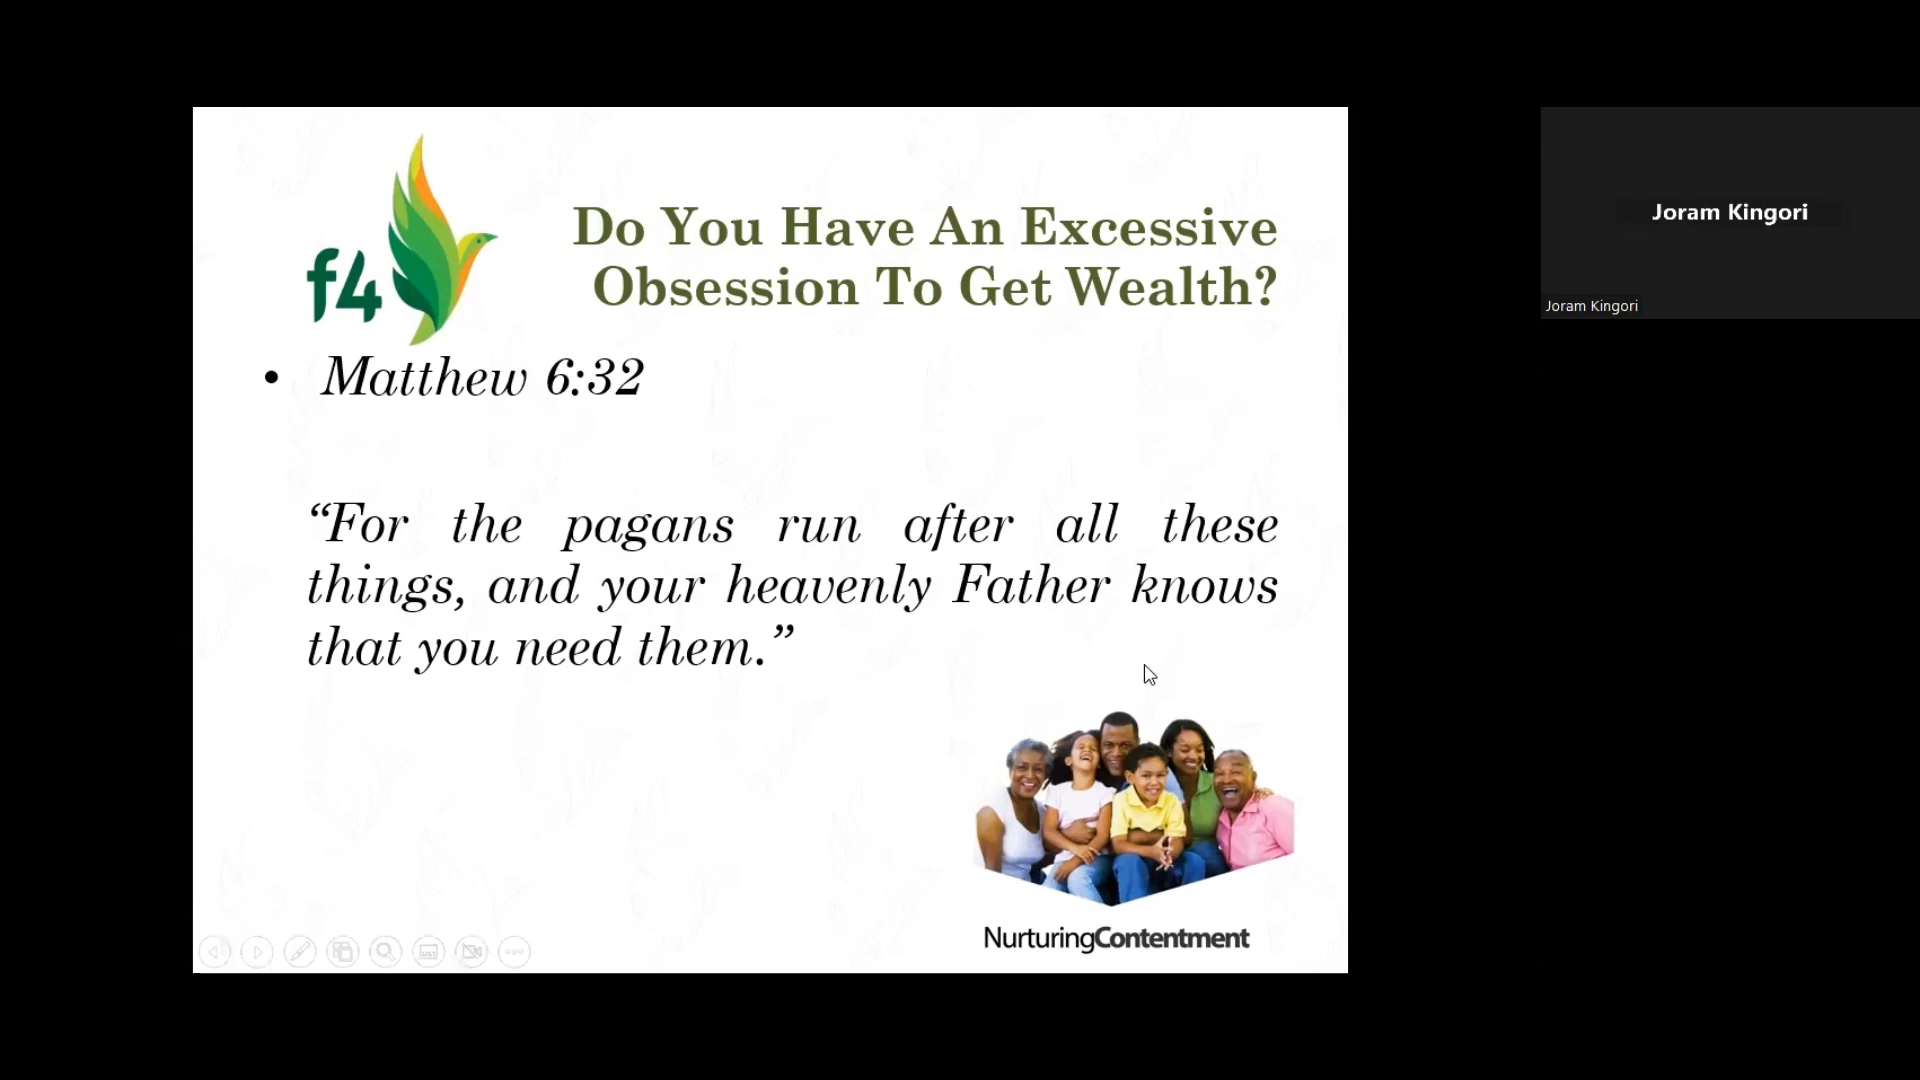 f4
Do You Have An Excessive
Obsession To Get Wealth?
• Matthew 6:32
“For the pagans run after all these
things, and your heavenly Father knows
that you need them.”
NurturingContentment
Joram Kingori
Joram Kingori